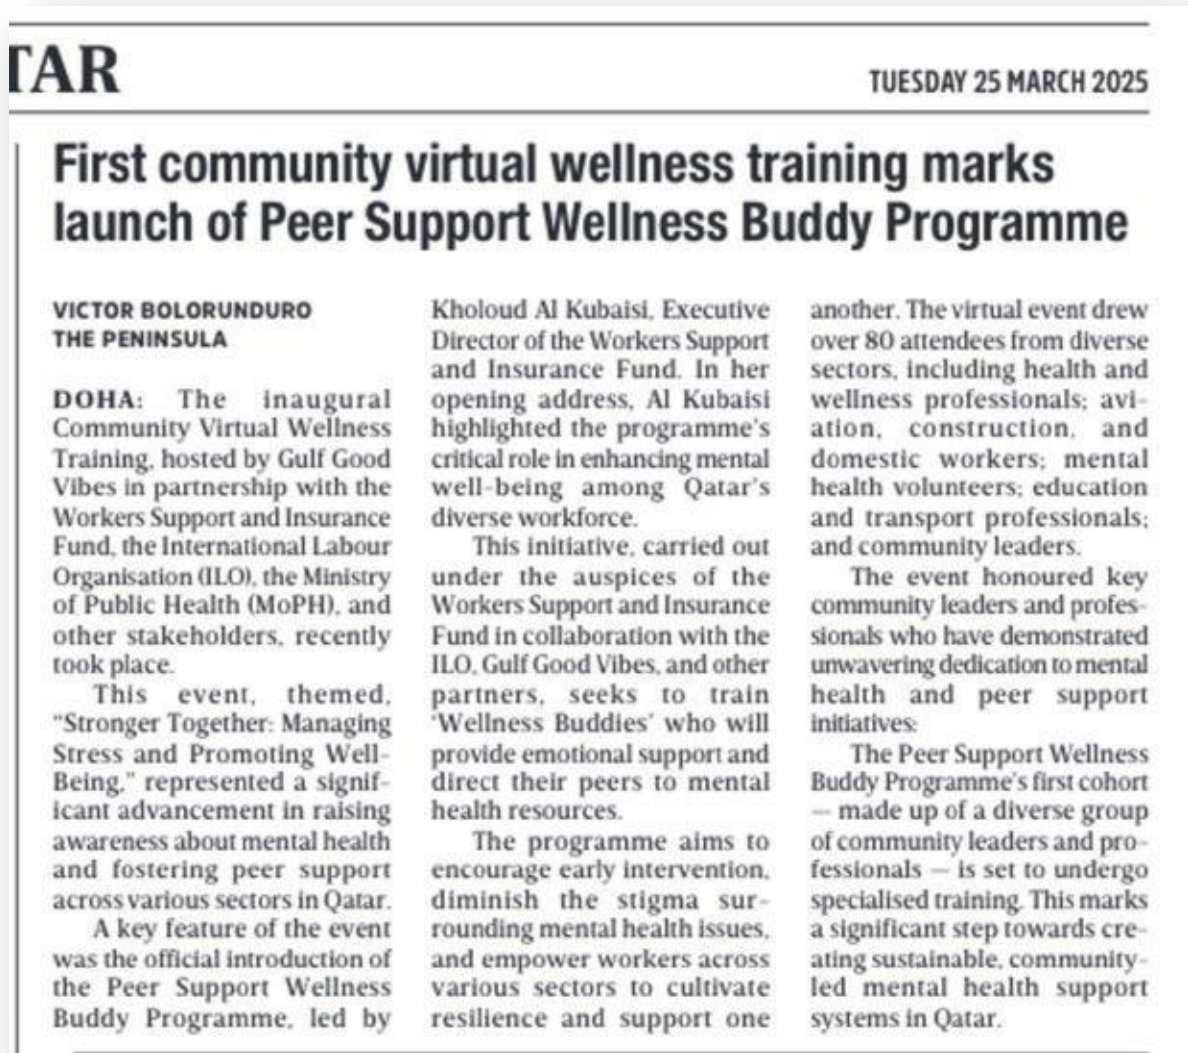 TAR
TUESDAY 25 MARCH 2025
First community virtual wellness training marks
launch of Peer Support Wellness Buddy Programme
VICTOR BOLORUNDURO
THE PENINSULA
DOHA: The inaugural
Community Virtual Wellness
Training, hosted by Gulf Good
Vibes in partnership with the
Workers Support and Insurance
Fund, the International Labour
Organisation (ILO), the Ministry
of Public Health (MoPH), and
other stakeholders, recently
took place.
This event, themed,
"Stronger Together: Managing
Stress and Promoting Well-
Being," represented a signif-
icant advancement in raising
awareness about mental health
and fostering peer support
across various sectors in Qatar.
A key feature of the event
was the official introduction of
the Peer Support Wellness
Buddy Programme, led by
Kholoud Al Kubaisi, Executive
Director of the Workers Support
and Insurance Fund. In her
opening address, Al Kubaisi
highlighted the programme's
critical role in enhancing mental
well-being among Qatar's
diverse workforce.
This initiative, carried out
under the auspices of the
Workers Support and Insurance
Fund in collaboration with the
ILO, Gulf Good Vibes, and other
partners, seeks to train
'Wellness Buddies' who will
provide emotional support and
direct their peers to mental
health resources.
The programme aims to
encourage early intervention,
diminish the stigma sur-
rounding mental health issues,
and empower workers across
various sectors to cultivate
resilience and support one
another. The virtual event drew
over 80 attendees from diverse
sectors, including health and
wellness professionals; avi-
ation, construction, and
domestic workers; mental
health volunteers; education
and transport professionals;
and community leaders.
The event honoured key
community leaders and profes-
sionals who have demonstrated
unwavering dedication to mental
health and peer support
initiatives:
The Peer Support Wellness
Buddy Programme's first cohort
— made up of a diverse group
of community leaders and pro-
fessionals — is set to undergo
specialised training. This marks
a significant step towards cre-
ating sustainable, community-
led mental health support
systems in Qatar.